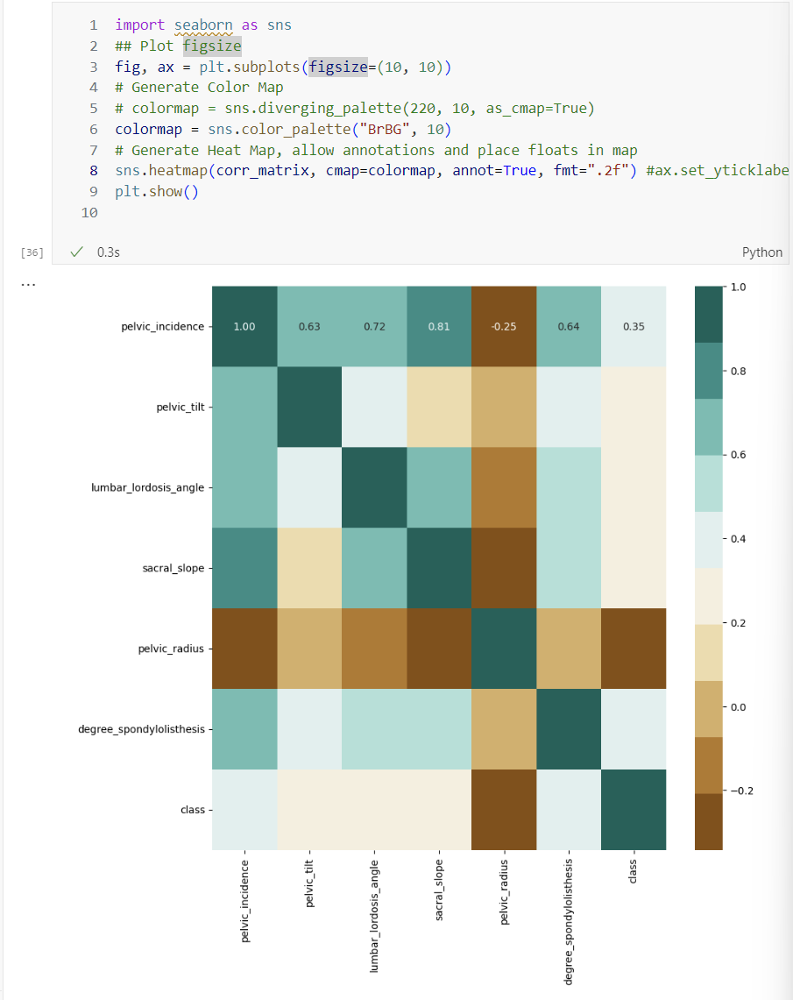 1 import seaborn as sns
2 ## Plot figsize
3 fig, ax = plt.subplots(figsize=(10, 10))
4 # Generate Color Map
5 # colormap = sns.diverging_palette(220, 10, as_cmap=True)
6 colormap = sns.color_palette("BrBG", 10)
7 # Generate Heat Map, allow annotations and place floats in map
8 sns.heatmap(corr_matrix, cmap=colormap, annot=True, fmt=".2f") #ax.set_yticklabe
9 plt.show()
10
[36] ✓ 0.3s Python
...
1.0
pelvic_incidence 1.00 0.63 0.72 0.81 -0.25 0.64 0.35
0.8
pelvic_tilt
0.6
lumbar_lordosis_angle
0.4
sacral_slope
0.2
pelvic_radius
0.0
degree_spondylolisthesis
−0.2
class
pelvic_incidence
pelvic_tilt
lumbar_lordosis_angle
sacral_slope
pelvic_radius
degree_spondylolisthesis
class